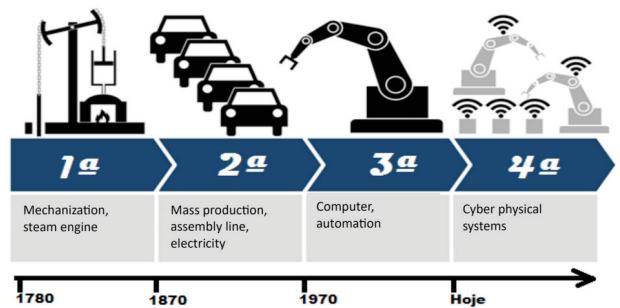 1ª
2ª
3ª
4ª
Mechanization,
steam engine
Mass production,
assembly line,
electricity
Computer,
automation
Cyber physical
systems
1780
1870
1970
Hoje